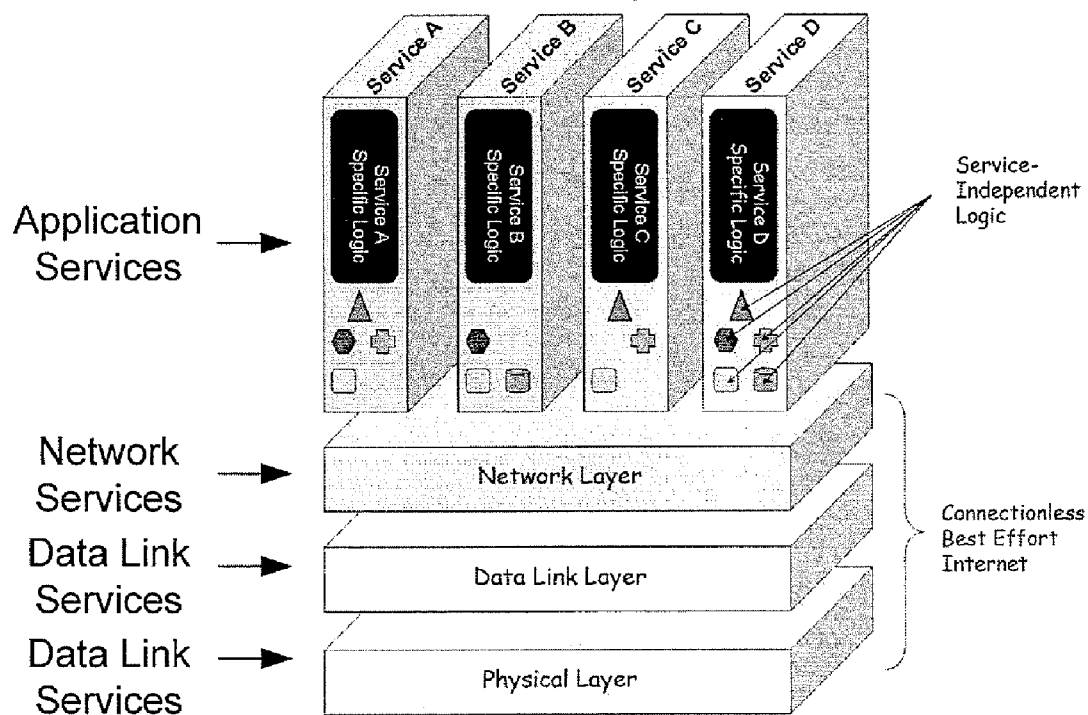 Service A
Service B
Service C
Service D
Service A
Specific Logic
Service B
Specific Logic
Service C
Specific Logic
Service D
Specific Logic
Service-
Independent
Logic
Application
Services
Network
Services
Network Layer
Data Link
Services
Data Link Layer
Connectionless
Best Effort
Internet
Data Link
Services
Physical Layer